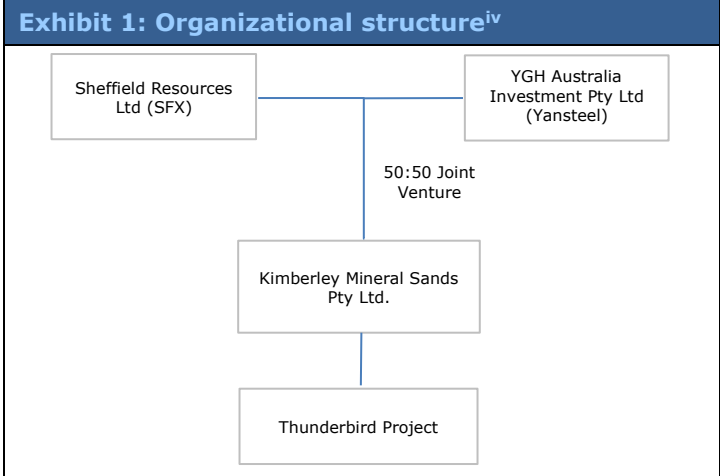 Exhibit 1: Organizational structureiv
Sheffield Resources
Ltd (SFX)
YGH Australia
Investment Pty Ltd
(Yansteel)
50:50 Joint
Venture
Kimberley Mineral Sands
Pty Ltd.
Thunderbird Project